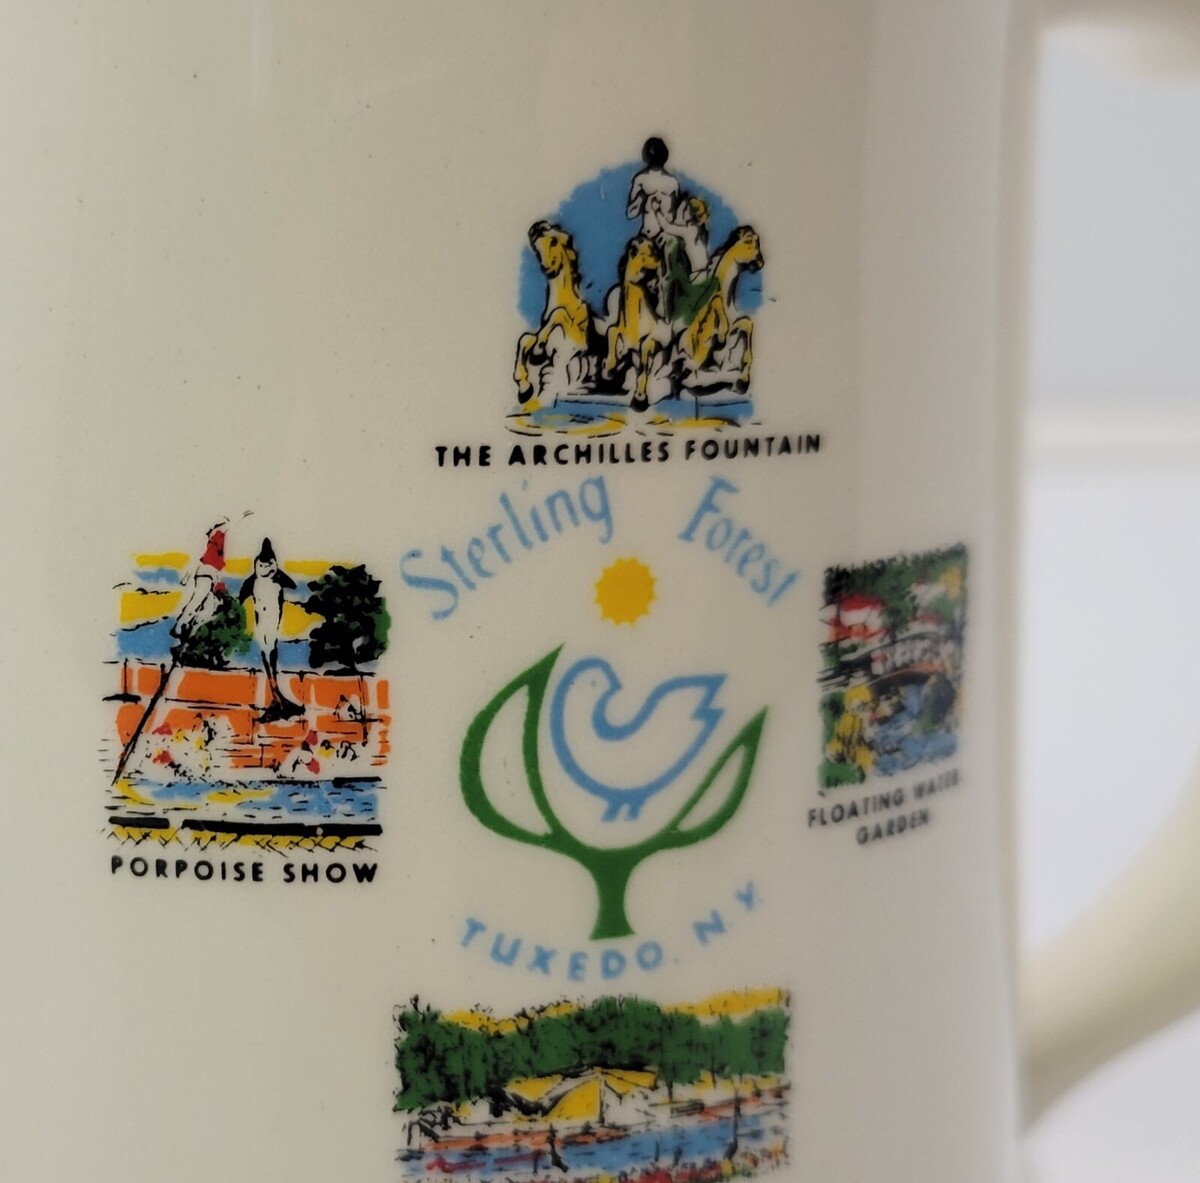 THE ARCHILLES FOUNTAIN
Sterling Forest
PORPOISE SHOW
FLOATING WATER
GARDEN
TUXEDO. N.Y.